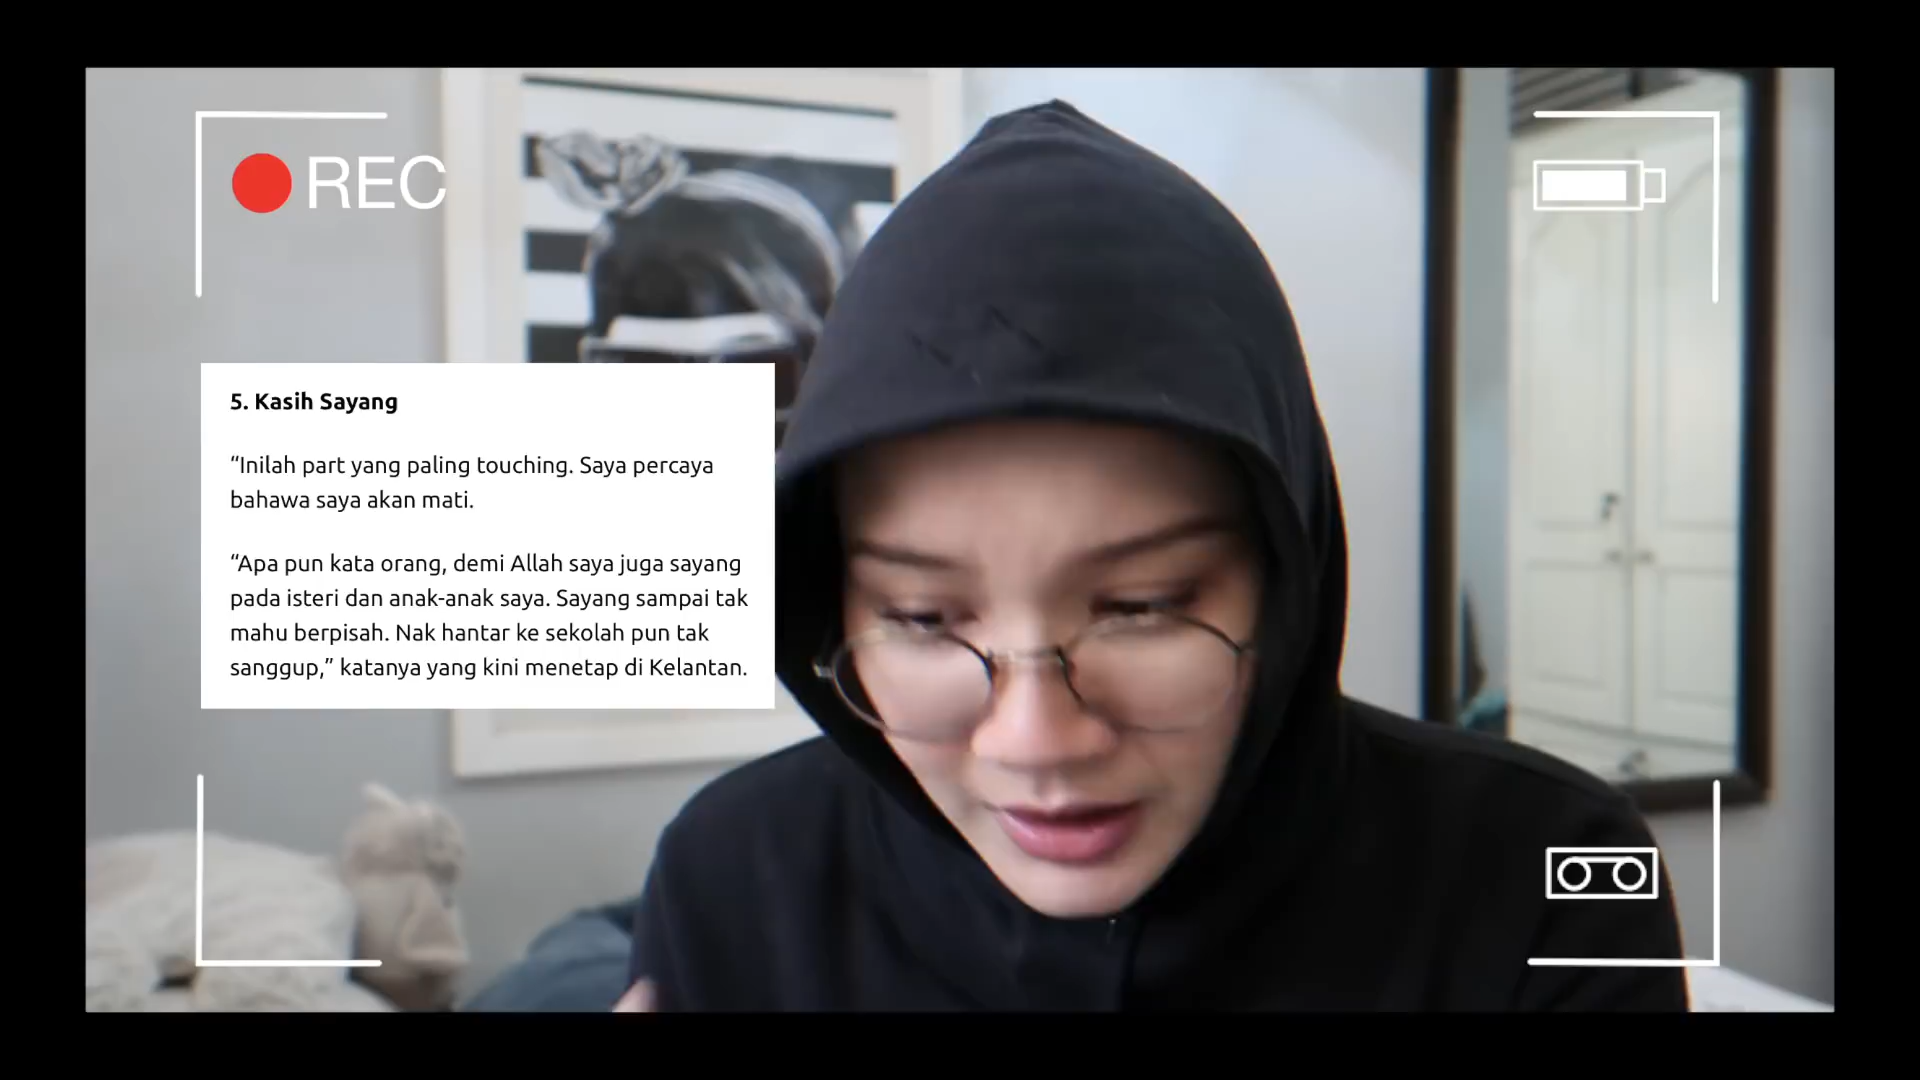 REC
5. Kasih Sayang
“Inilah part yang paling touching. Saya percaya
bahawa saya akan mati.
“Apa pun kata orang, demi Allah saya juga sayang
pada isteri dan anak-anak saya. Sayang sampai tak
mahu berpisah. Nak hantar ke sekolah pun tak
sanggup,” katanya yang kini menetap di Kelantan.